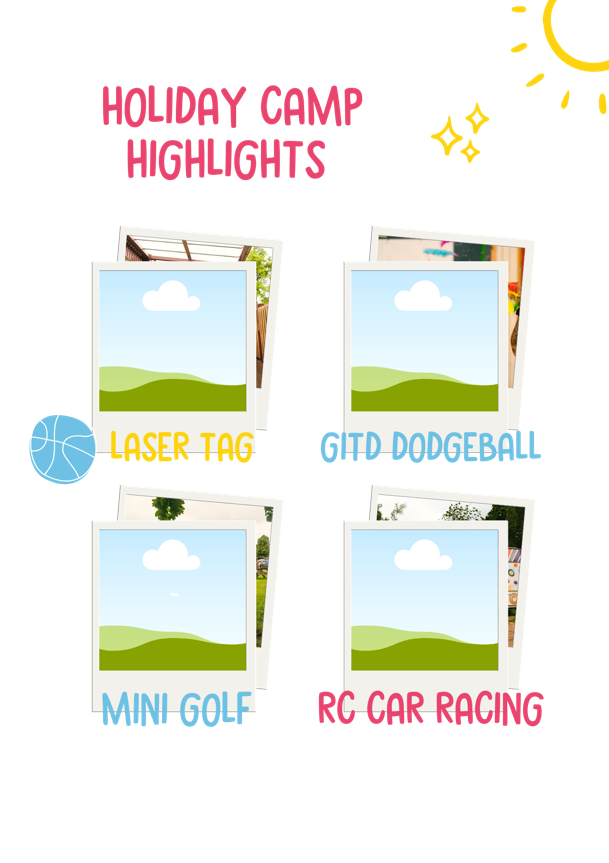 HOLIDAY CAMP
HIGHLIGHTS
LASER TAG
GITD DODGEBALL
MINI GOLF
RC CAR RACING